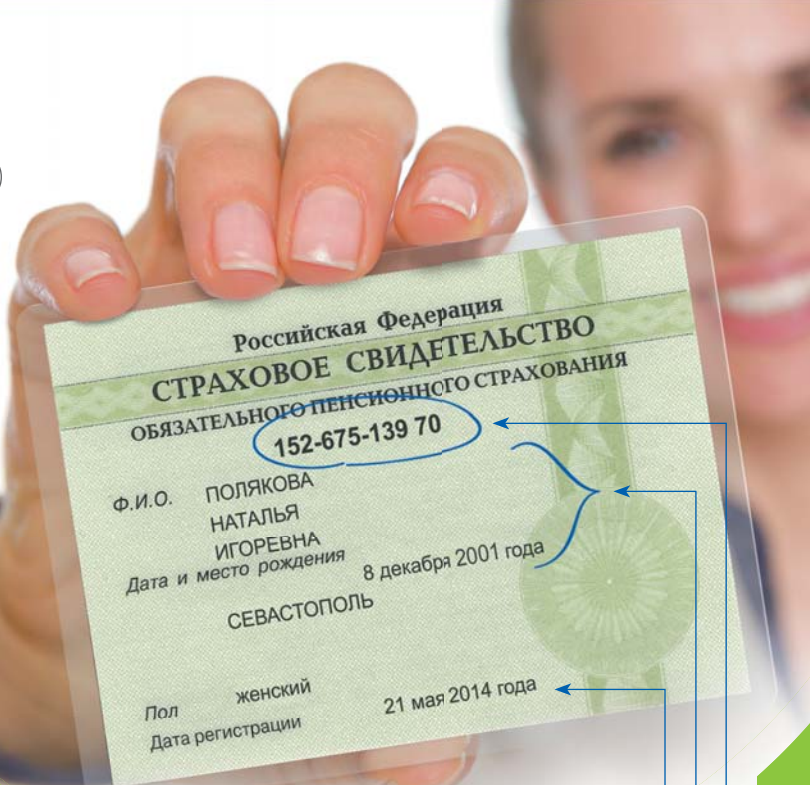 Российская Федерация
СТРАХОВОЕ СВИДЕТЕЛЬСТВО
ОБЯЗАТЕЛЬНОГО ПЕНСИОННОГО СТРАХОВАНИЯ
152-675-139 70
Ф.И.О. ПОЛЯКОВА
НАТАЛЬЯ
ИГОРЕВНА
Дата и место рождения 8 декабря 2001 года
СЕВАСТОПОЛЬ
Пол женский
Дата регистрации 21 мая 2014 года